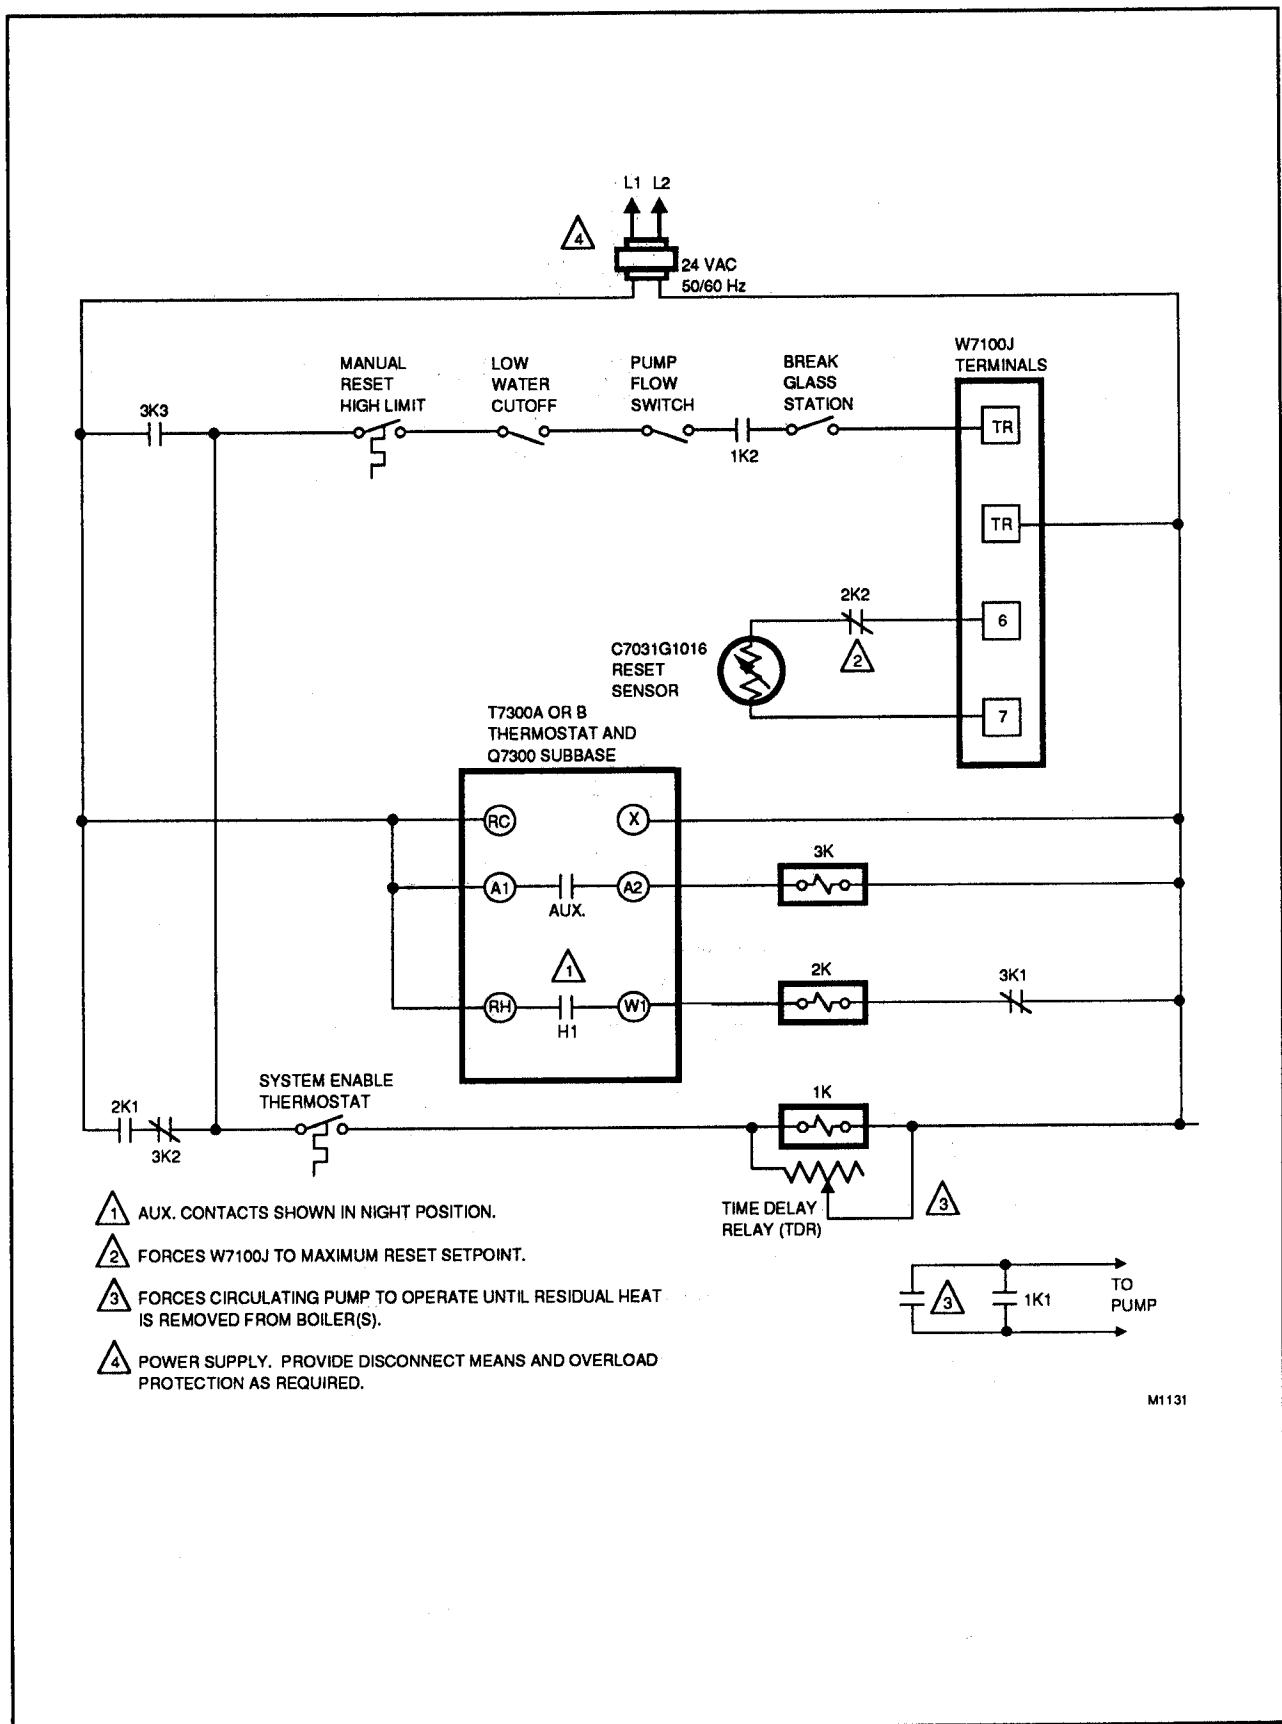 L1 L2
4
24 VAC
50/60 Hz
W7100J
TERMINALS
MANUAL
RESET
HIGH LIMIT
LOW
WATER
CUTOFF
PUMP
FLOW
SWITCH
BREAK
GLASS
STATION
3K3
1K2
TR
TR
2K2
6
2
C7031G1016
RESET
SENSOR
7
T7300A OR B
THERMOSTAT AND
Q7300 SUBBASE
RC
X
3K
A1
A2
AUX.
1
2K
3K1
RH
W1
H1
SYSTEM ENABLE
THERMOSTAT
2K1
3K2
1K
TIME DELAY
RELAY (TDR)
3
1 AUX. CONTACTS SHOWN IN NIGHT POSITION.
2 FORCES W7100J TO MAXIMUM RESET SETPOINT.
3 FORCES CIRCULATING PUMP TO OPERATE UNTIL RESIDUAL HEAT
IS REMOVED FROM BOILER(S).
4 POWER SUPPLY. PROVIDE DISCONNECT MEANS AND OVERLOAD
PROTECTION AS REQUIRED.
3
1K1
TO
PUMP
M1131